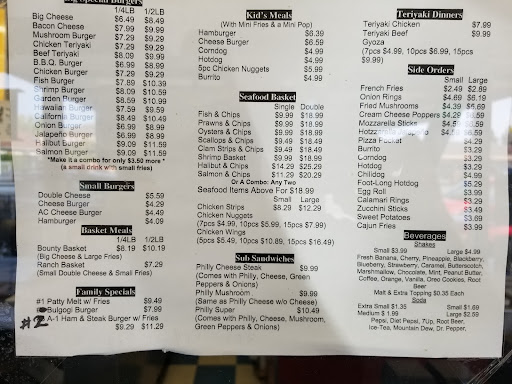 Big Special Burgers
1/4LB 1/2LB
Big Cheese $6.49 $8.49
Bacon Cheese $7.99 $9.99
Mushroom Burger $7.29 $9.29
Chicken Teriyaki $7.29 $9.29
Beef Teriyaki $8.09 $9.99
B.B.Q. Burger $6.99 $8.99
Chicken Burger $7.29 $9.29
Fish Burger $7.89 $10.39
Shrimp Burger $8.09 $10.59
Garden Burger $8.59 $10.99
Hawaiian Burger $7.59 $9.59
California Burger $8.49 $10.49
Onion Burger $6.99 $8.99
Jalapeño Burger $6.99 $8.99
Halibut Burger $9.09 $11.59
Salmon Burger $9.09 $11.59
*Make it a combo for only $3.50 more *
(a small drink with small fries)
Small Burgers
Double Cheese $5.59
Cheese Burger $4.29
AC Cheese Burger $4.49
Hamburger $4.09
Basket Meals
1/4LB 1/2LB
Bounty Basket $8.19 $10.19
(Big Cheese & Large Fries)
Ranch Basket $7.29
(Small Double Cheese & Small Fries)
Family Specials
#1 Patty Melt w/ Fries $9.49
Bulgogi Burger $7.99
#2 A-1 Ham & Steak Burger w/ Fries
$9.29 $11.29
Kid's Meals
(With Mini Fries & a Mini Pop)
Hamburger $6.39
Cheese Burger $6.59
Corndog $4.99
Hotdog $4.99
5pc Chicken Nuggets $5.99
Burrito $4.99
Seafood Basket
Single Double
Fish & Chips $9.99 $18.99
Prawns & Chips $9.99 $18.99
Oysters & Chips $9.99 $18.99
Scallops & Chips $9.49 $18.49
Clam Strips & Chips $9.49 $18.49
Shrimp Basket $9.99 $18.99
Halibut & Chips $14.29 $25.29
Salmon & Chips $11.29 $20.29
Or A Combo: Any Two
Seafood Items Above For $18.99
Chicken Strips $8.29 $12.29
Chicken Nuggets
(7pcs $4.99, 10pcs $5.99, 15pcs $7.99)
Chicken Wings
(5pcs $5.49, 10pcs $10.89, 15pcs $16.49)
Sub Sandwiches
Philly Cheese Steak $9.99
(Comes with Philly, Cheese, Green
Peppers & Onions)
Philly Mushroom $9.99
(Same as Philly Cheese w/o Cheese)
Philly Super $10.49
(Comes with Philly, Cheese, Mushroom,
Green Peppers & Onions)
Teriyaki Dinners
Teriyaki Chicken $7.99
Teriyaki Beef $9.99
Gyoza
(7pcs $4.99, 10pcs $6.99, 15pcs
$9.99)
Side Orders
Small Large
French Fries $2.49 $2.89
Onion Rings $4.69 $6.19
Fried Mushrooms $4.39 $5.69
Cream Cheese Poppers $4.29
Mozzarella Sticks
Pizza Pocket $4.29
Burrito $3.29
Corndog $3.29
Hotdog $3.29
Chilidog $4.99
Foot-Long Hotdog $5.29
Egg Roll $3.99
Calamari Rings $3.29
Zucchini Sticks $3.49
Sweet Potatoes $3.69
Cajun Fries $3.99
Beverages
Shakes
Small $3.99 Large $4.99
Fresh Banana, Cherry, Pineapple, Blackberry,
Blueberry, Strawberry, Caramel, Butterscotch,
Marshmallow, Chocolate, Mint, Peanut Butter,
Coffee, Orange, Vanilla, Oreo Cookies, Root
Beer
Malt & Extra Topping $0.35 Each
Soda
Extra Small $1.35 Small $1.69
Medium $ 1.99 Large $2.59
Pepsi, Diet Pepsi, 7Up, Root Beer,
Ice-Tea, Mountain Dew, Dr. Pepper,